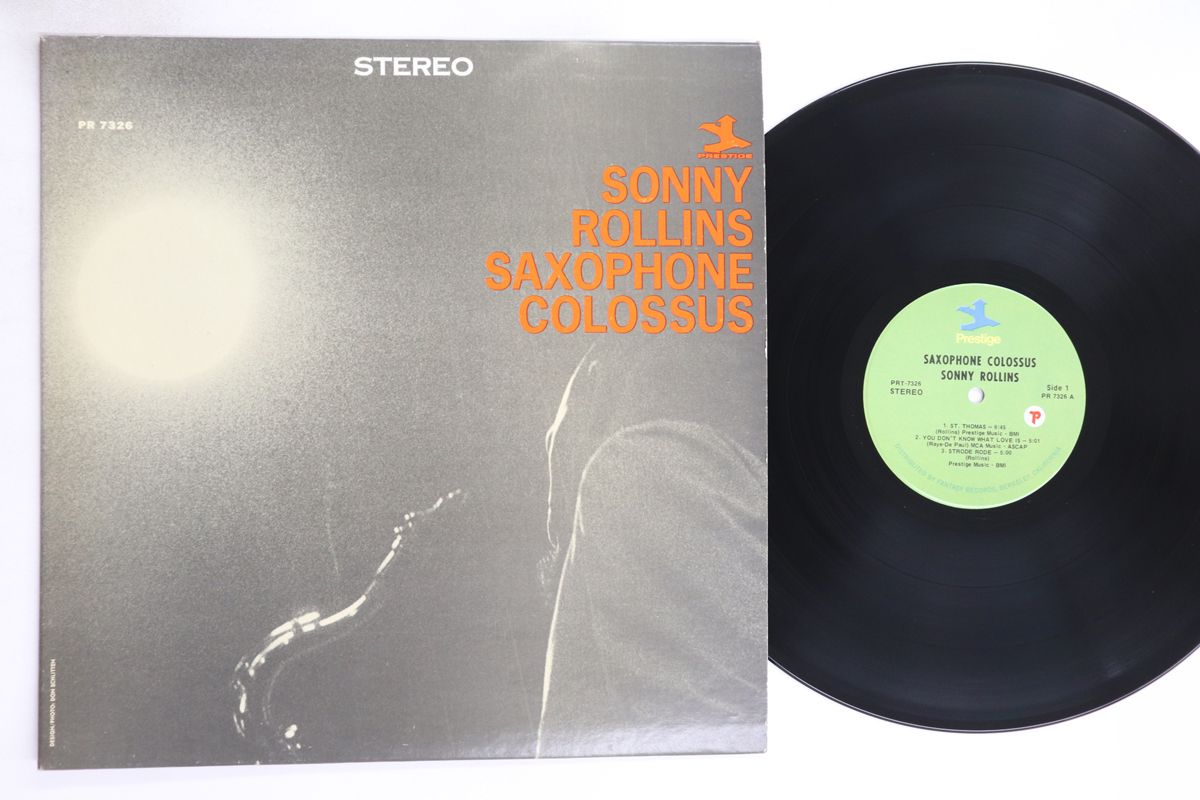 STEREO
PR 7326
PRESTIGE
SONNY
ROLLINS
SAXOPHONE
COLOSSUS
DESIGN/PHOTO: DON SCHLITTEN
Prestige
SAXOPHONE COLOSSUS
SONNY ROLLINS
PRT-7326
STEREO
Side 1
PR 7326 A
P
1. ST. THOMAS – 6:45
(Rollins) Prestige Music - BMI
2. YOU DON'T KNOW WHAT LOVE IS – 5:01
(Raye-De Paul) MCA Music - ASCAP
3. STRODE RODE – 5:00
(Rollins)
Prestige Music - BMI
DISTRIBUTED BY FANTASY RECORDS, BERKELEY, CALIFORNIA